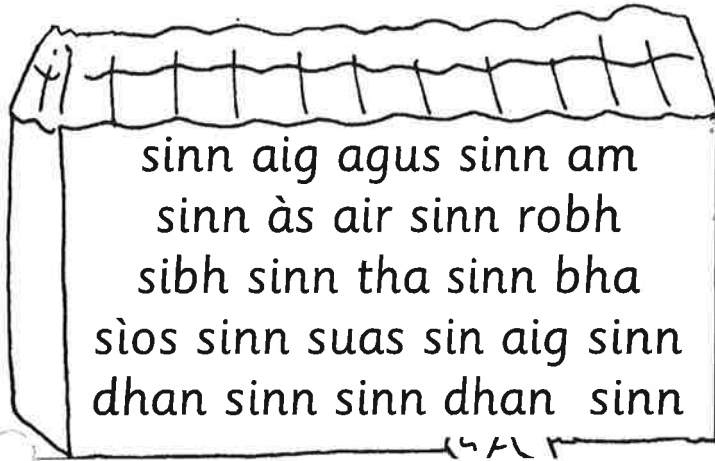 sinn aig agus sinn am
sinn às air sinn robh
sibh sinn tha sinn bha
sìos sinn suas sin aig sinn
dhan sinn sinn dhan sinn